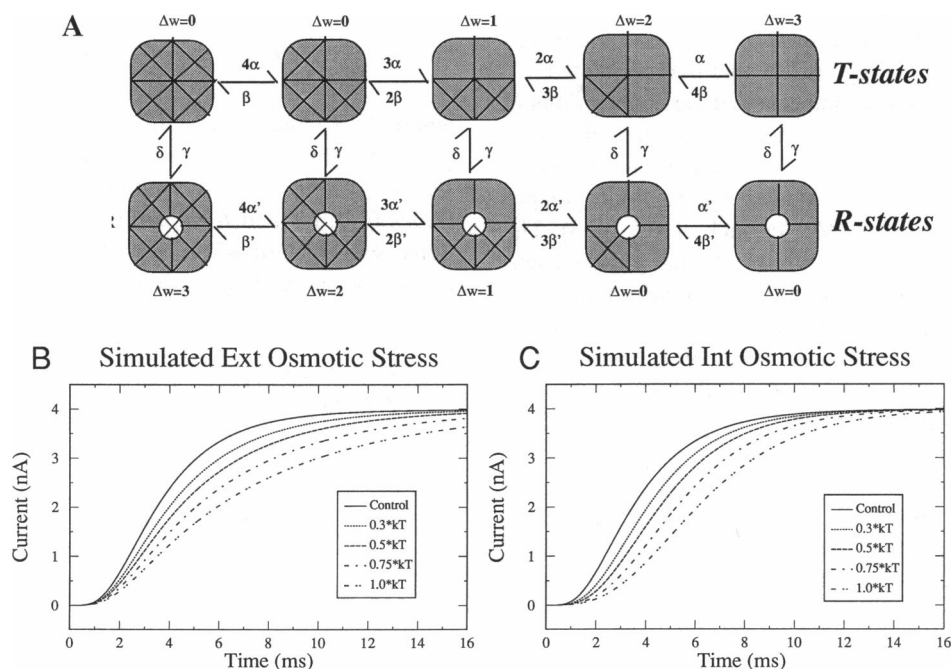 A
Δw=0 Δw=0 Δw=1 Δw=2 Δw=3
4α 3α 2α α
β 2β 3β 4β
T-states
δ γ δ γ δ γ δ γ δ γ
4α' 3α' 2α' α'
β' 2β' 3β' 4β'
R-states
Δw=3 Δw=2 Δw=1 Δw=0 Δw=0
B Simulated Ext Osmotic Stress
Current (nA)
4
3
2
1
0
Control
0.3*kT
0.5*kT
0.75*kT
1.0*kT
0 2 4 6 8 10 12 14 16
Time (ms)
C Simulated Int Osmotic Stress
Current (nA)
4
3
2
1
0
Control
0.3*kT
0.5*kT
0.75*kT
1.0*kT
0 2 4 6 8 10 12 14 16
Time (ms)